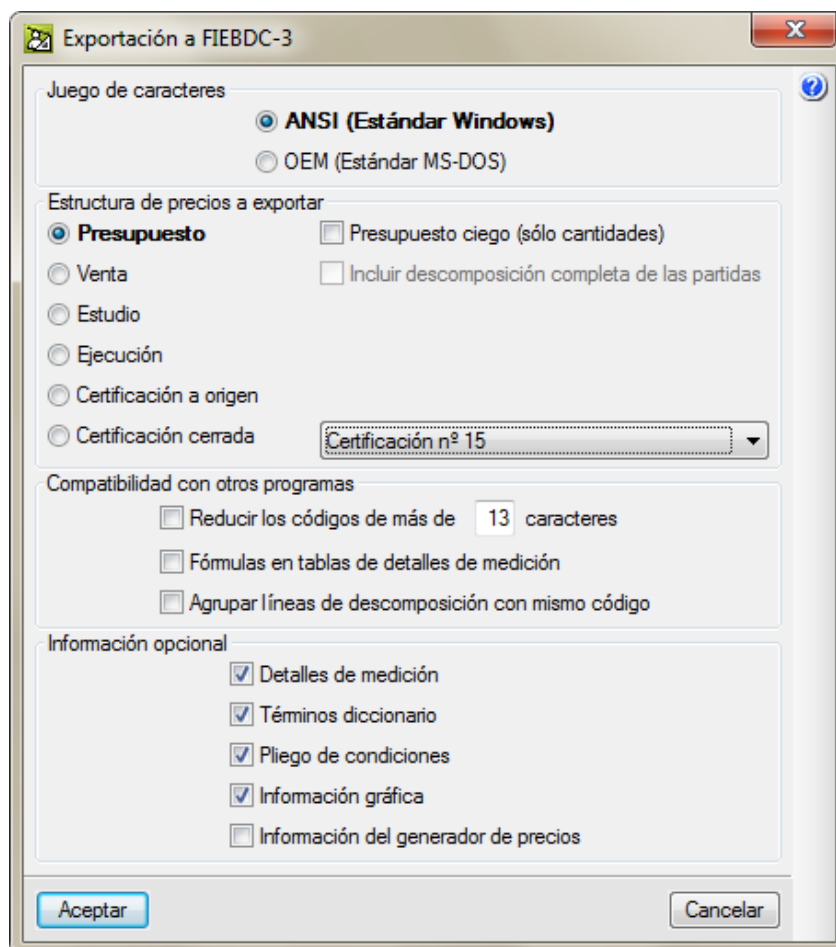 Exportación a FIEBDC-3
Juego de caracteres
ANSI (Estándar Windows)
OEM (Estándar MS-DOS)
Estructura de precios a exportar
Presupuesto
Presupuesto ciego (sólo cantidades)
Venta
Incluir descomposición completa de las partidas
Estudio
Ejecución
Certificación a origen
Certificación cerrada
Certificación nº 15
Compatibilidad con otros programas
Reducir los códigos de más de 13 caracteres
Fórmulas en tablas de detalles de medición
Agrupar líneas de descomposición con mismo código
Información opcional
Detalles de medición
Términos diccionario
Pliego de condiciones
Información gráfica
Información del generador de precios
Aceptar
Cancelar